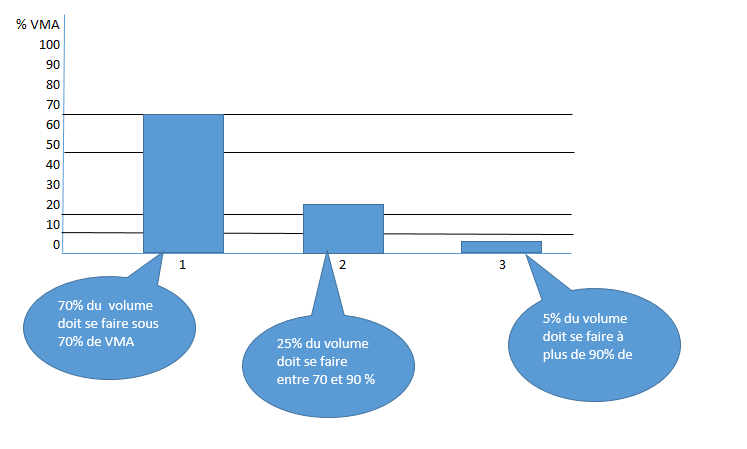 % VMA
100
90
80
70
60
50
40
30
20
10
0
1
2
3
70% du volume
doit se faire sous
70% de VMA
25% du volume
doit se faire
entre 70 et 90 %
5% du volume
doit se faire à
plus de 90% de